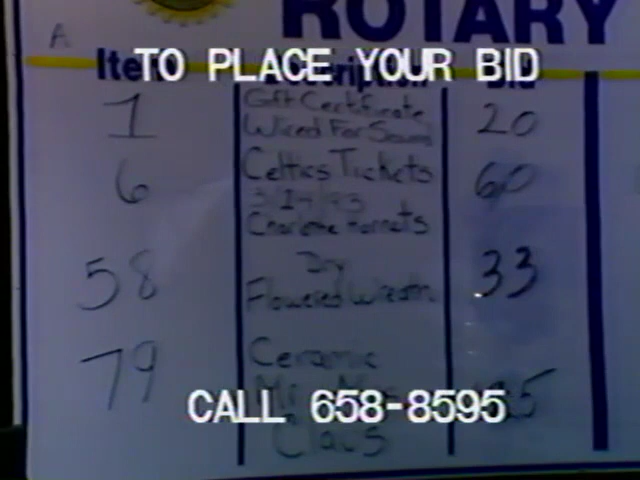 ROTARY
A
TO PLACE YOUR BID
1 Gift Certificate 20
Wired For Sound
6 Celtics Tickets 60
3/14/93
Charlotte Hornets
58 Dry 33
Flowered Wreath
79 Ceramic
CALL 658-8595
Claus